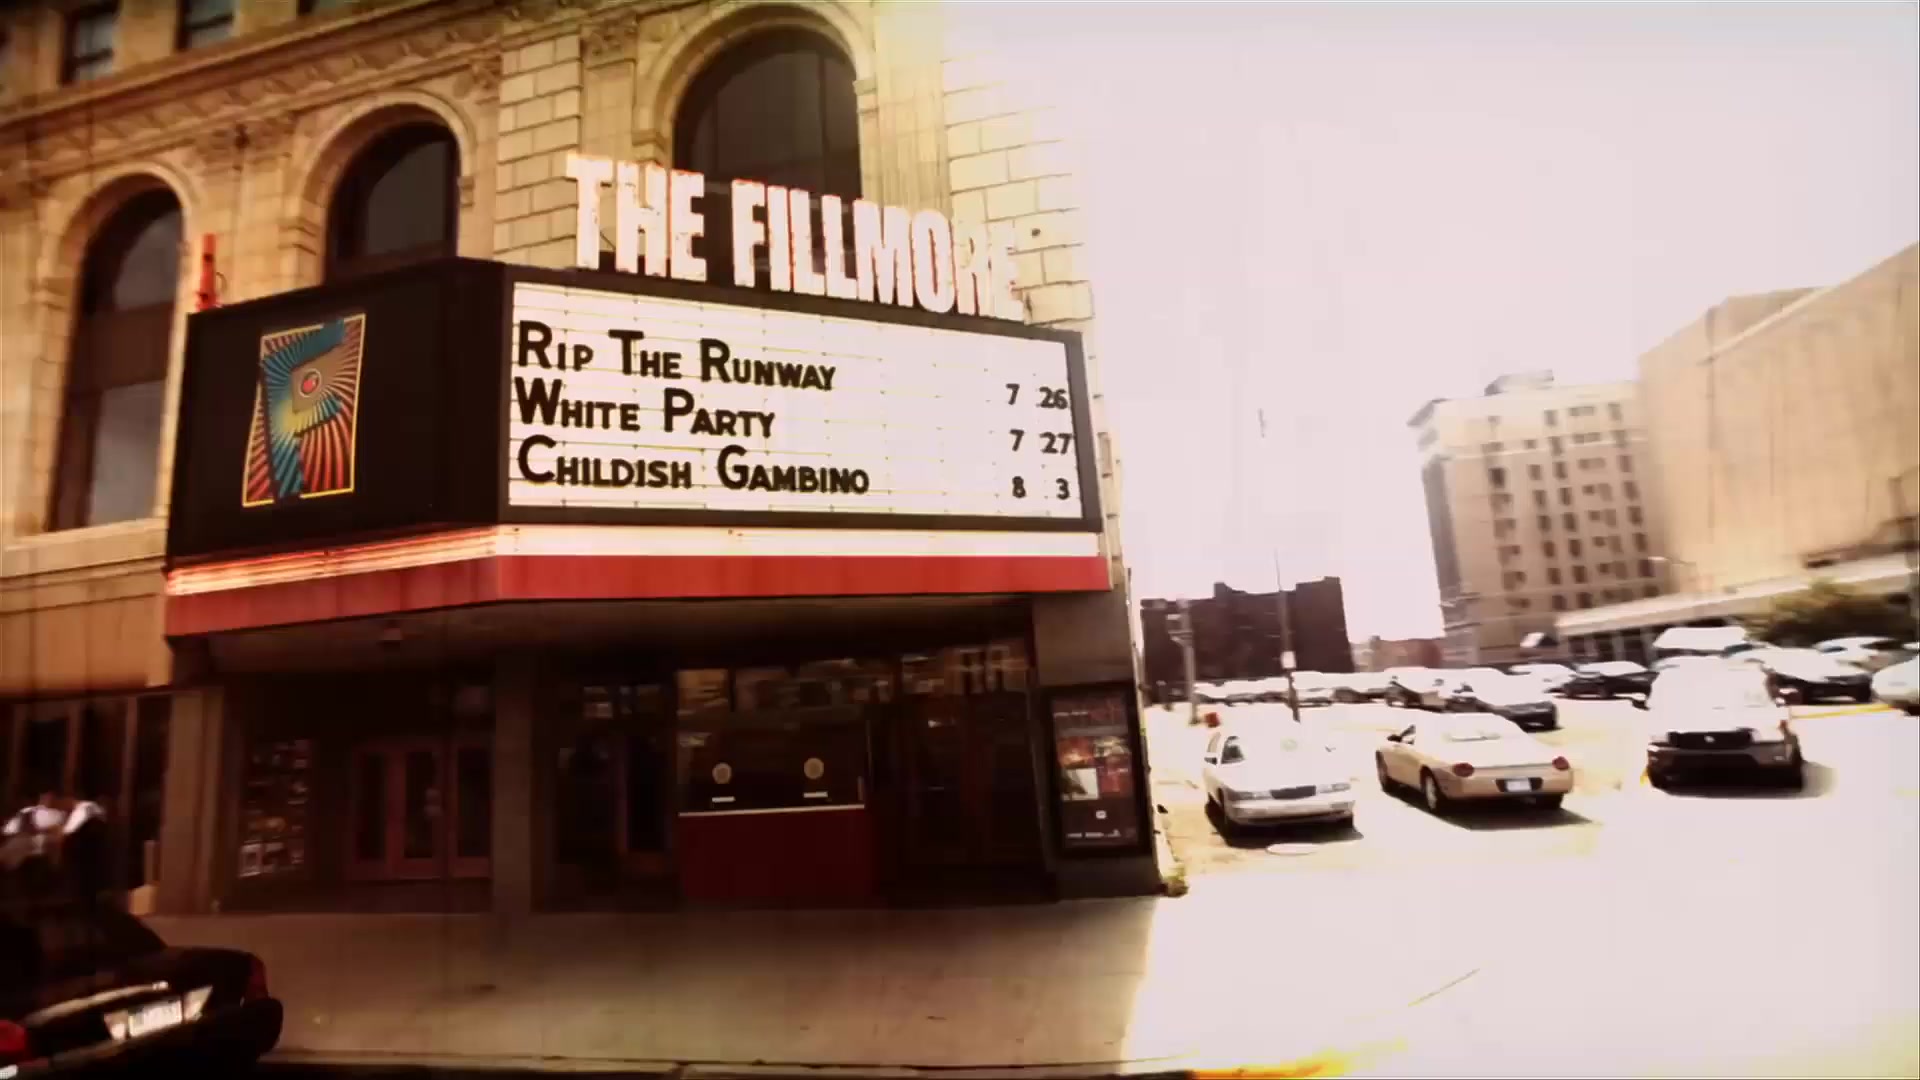 THE FILLMORE
RIP THE RUNWAY 7 26
WHITE PARTY 7 27
CHILDISH GAMBINO 8 3